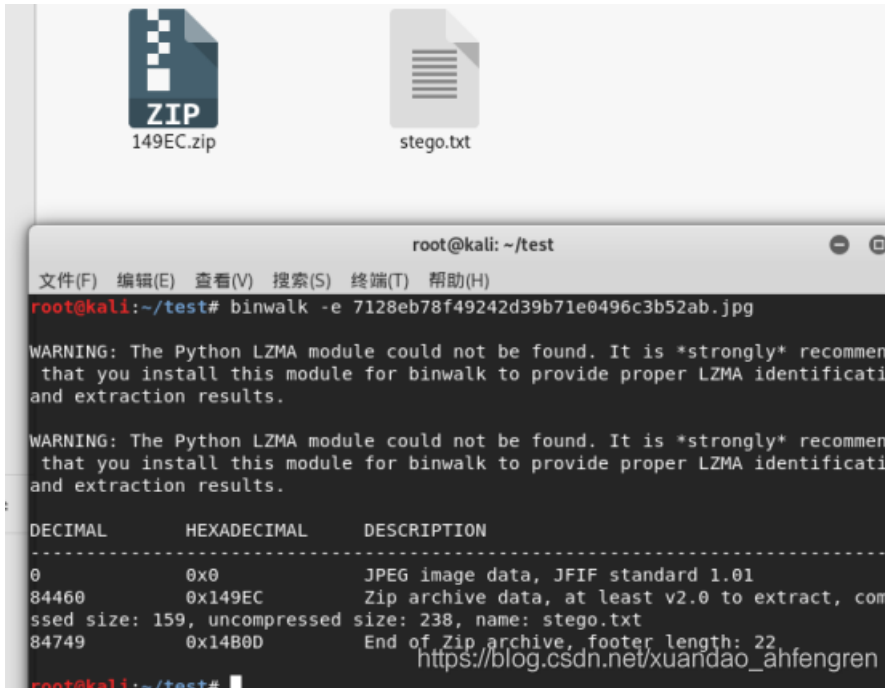 ZIP
149EC.zip
stego.txt
root@kali: ~/test
文件(F) 编辑(E) 查看(V) 搜索(S) 终端(T) 帮助(H)
root@kali:~/test# binwalk -e 7128eb78f49242d39b71e0496c3b52ab.jpg
WARNING: The Python LZMA module could not be found. It is *strongly* recommen
that you install this module for binwalk to provide proper LZMA identificati
and extraction results.
WARNING: The Python LZMA module could not be found. It is *strongly* recommen
that you install this module for binwalk to provide proper LZMA identificati
and extraction results.
DECIMAL HEXADECIMAL DESCRIPTION
--------------------------------------------------------------------------------
0 0x0 JPEG image data, JFIF standard 1.01
84460 0x149EC Zip archive data, at least v2.0 to extract, com
ssed size: 159, uncompressed size: 238, name: stego.txt
84749 0x14B0D End of Zip archive, footer length: 22
https://blog.csdn.net/xuandao_ahfengren
root@kali:~/test#